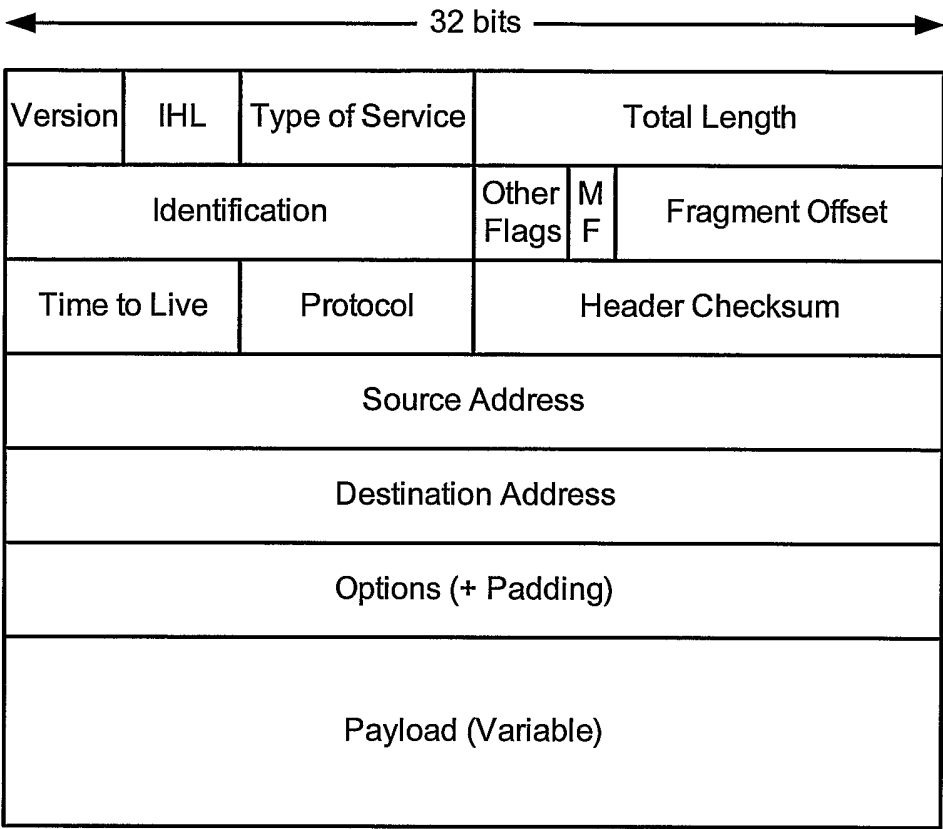 32 bits
Version IHL Type of Service Total Length
Identification Other Flags MF Fragment Offset
Time to Live Protocol Header Checksum
Source Address
Destination Address
Options (+ Padding)
Payload (Variable)